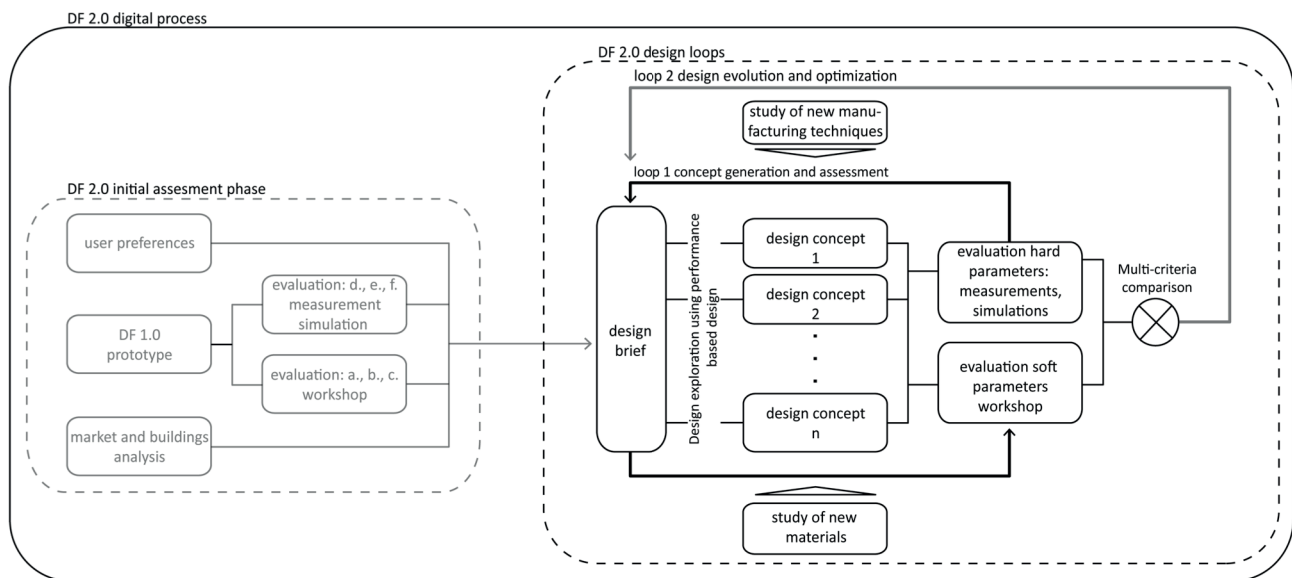 DF 2.0 digital process
DF 2.0 initial assesment phase
user preferences
DF 1.0
prototype
evaluation: d., e., f.
measurement
simulation
evaluation: a., b., c.
workshop
market and buildings
analysis
DF 2.0 design loops
loop 2 design evolution and optimization
study of new manu-
facturing techniques
loop 1 concept generation and assessment
design
brief
Design exploration using performance
based design
design concept
1
design concept
2
design concept
n
evaluation hard
parameters:
measurements,
simulations
evaluation soft
parameters
workshop
Multi-criteria
comparison
study of new
materials